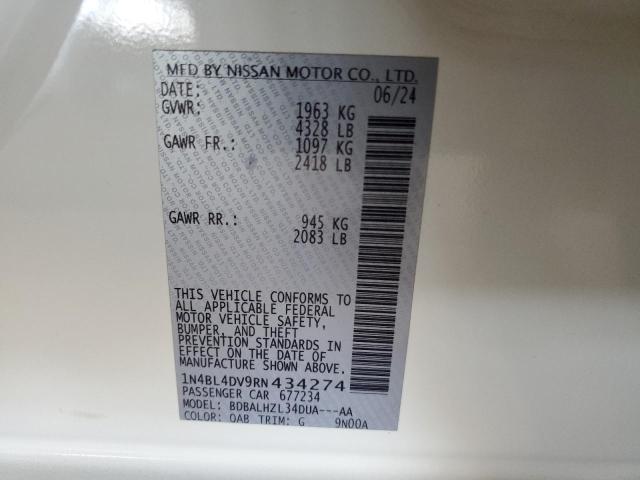 MFD BY NISSAN MOTOR CO., LTD.
DATE: 06/24
GVWR: 1963 KG
4328 LB
GAWR FR.: 1097 KG
2418 LB
GAWR RR.: 945 KG
2083 LB
THIS VEHICLE CONFORMS TO
ALL APPLICABLE FEDERAL
MOTOR VEHICLE SAFETY,
BUMPER, AND THEFT
PREVENTION STANDARDS IN
EFFECT ON THE DATE OF
MANUFACTURE SHOWN ABOVE.
1N4BL4DV9RN434274
PASSENGER CAR 677234
MODEL: BDBALHZL34DUA---AA
COLOR: QAB TRIM: G 9N00A